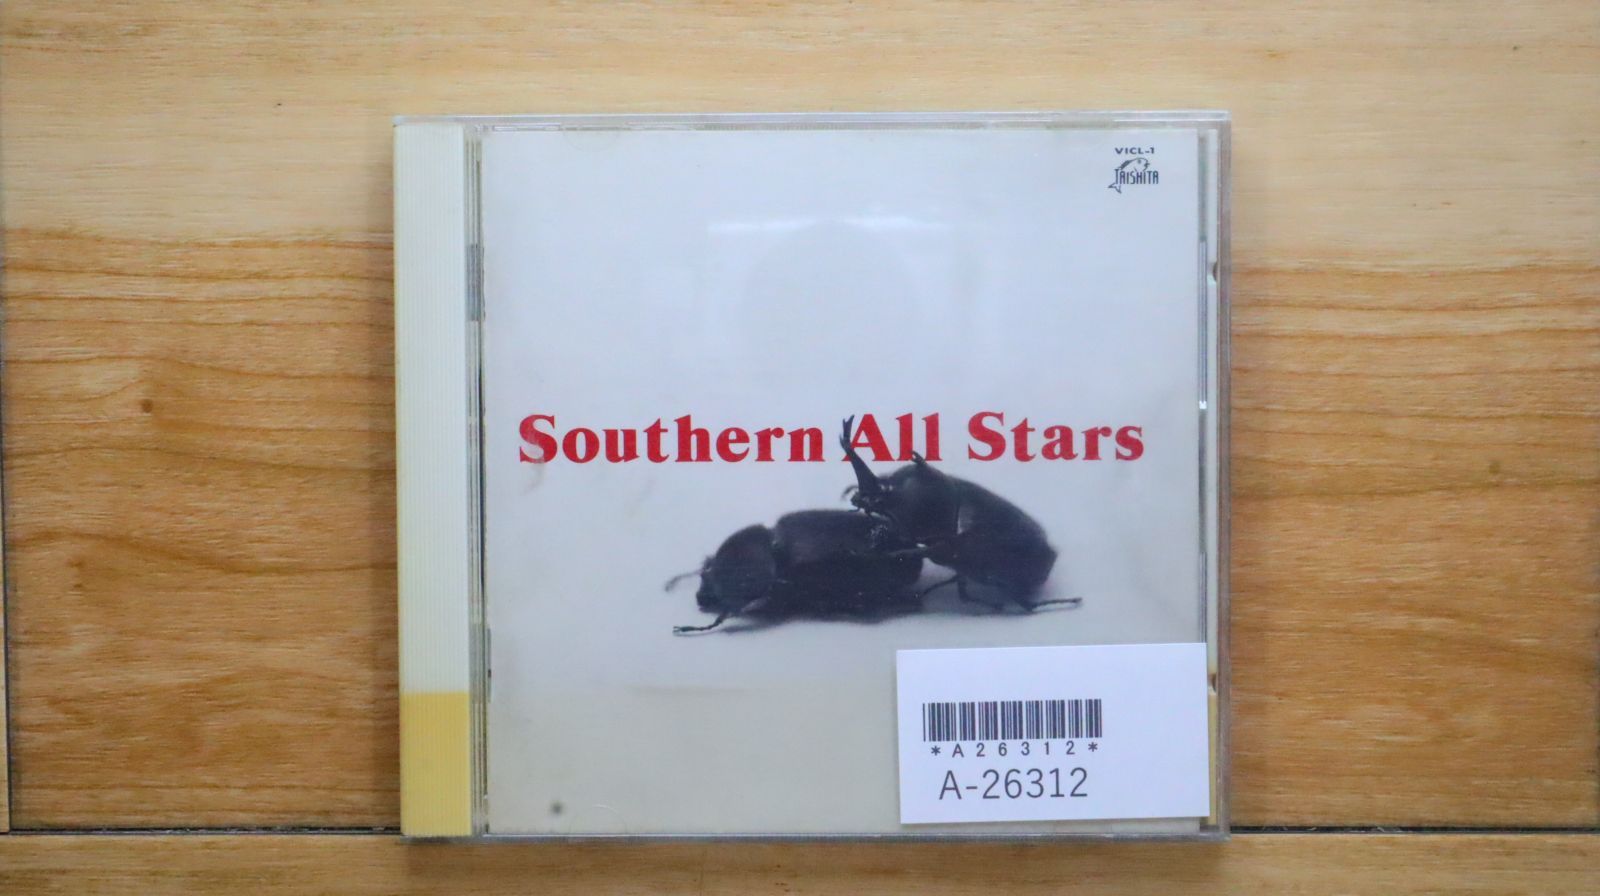 VICL-1
TAISHITA
Southern All Stars
*A26312*
A-26312